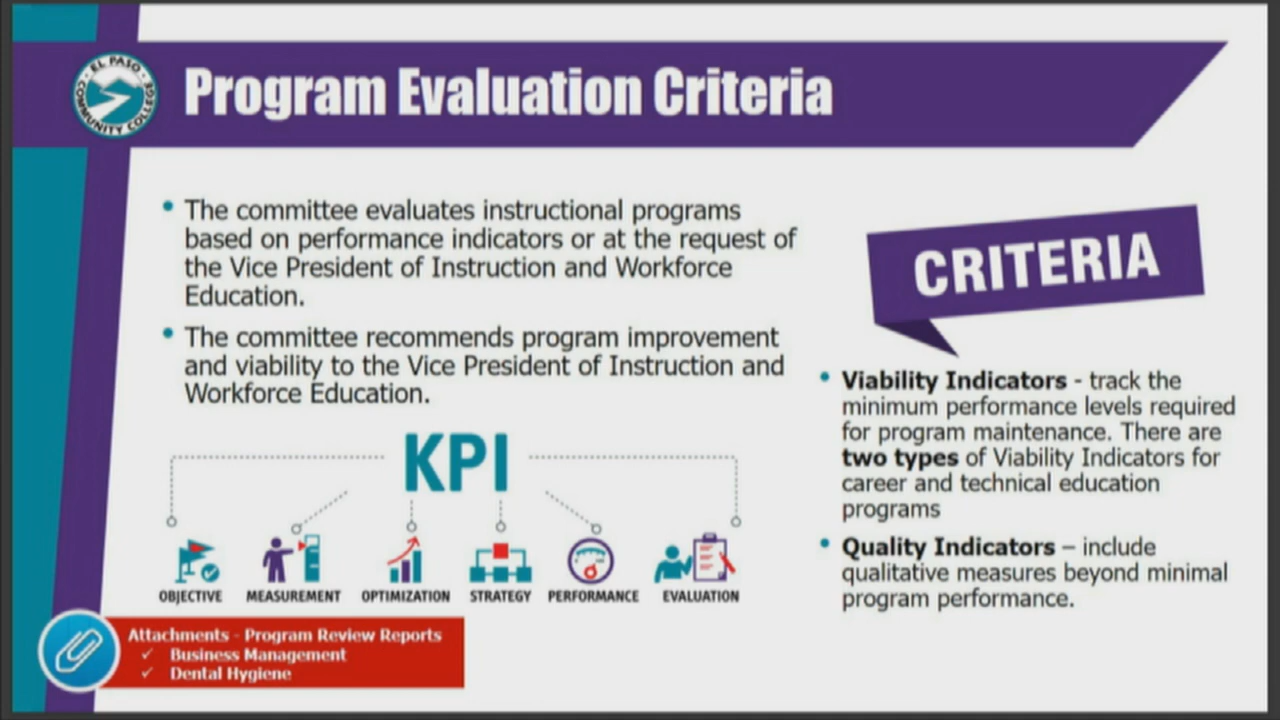 EL PASO
COMMUNITY COLLEGE
Program Evaluation Criteria
• The committee evaluates instructional programs
based on performance indicators or at the request of
the Vice President of Instruction and Workforce
Education.
• The committee recommends program improvement
and viability to the Vice President of Instruction and
Workforce Education.
KPI
OBJECTIVE MEASUREMENT OPTIMIZATION STRATEGY PERFORMANCE EVALUATION
Attachments - Program Review Reports
✓ Business Management
✓ Dental Hygiene
CRITERIA
• Viability Indicators - track the
minimum performance levels required
for program maintenance. There are
two types of Viability Indicators for
career and technical education
programs
• Quality Indicators – include
qualitative measures beyond minimal
program performance.